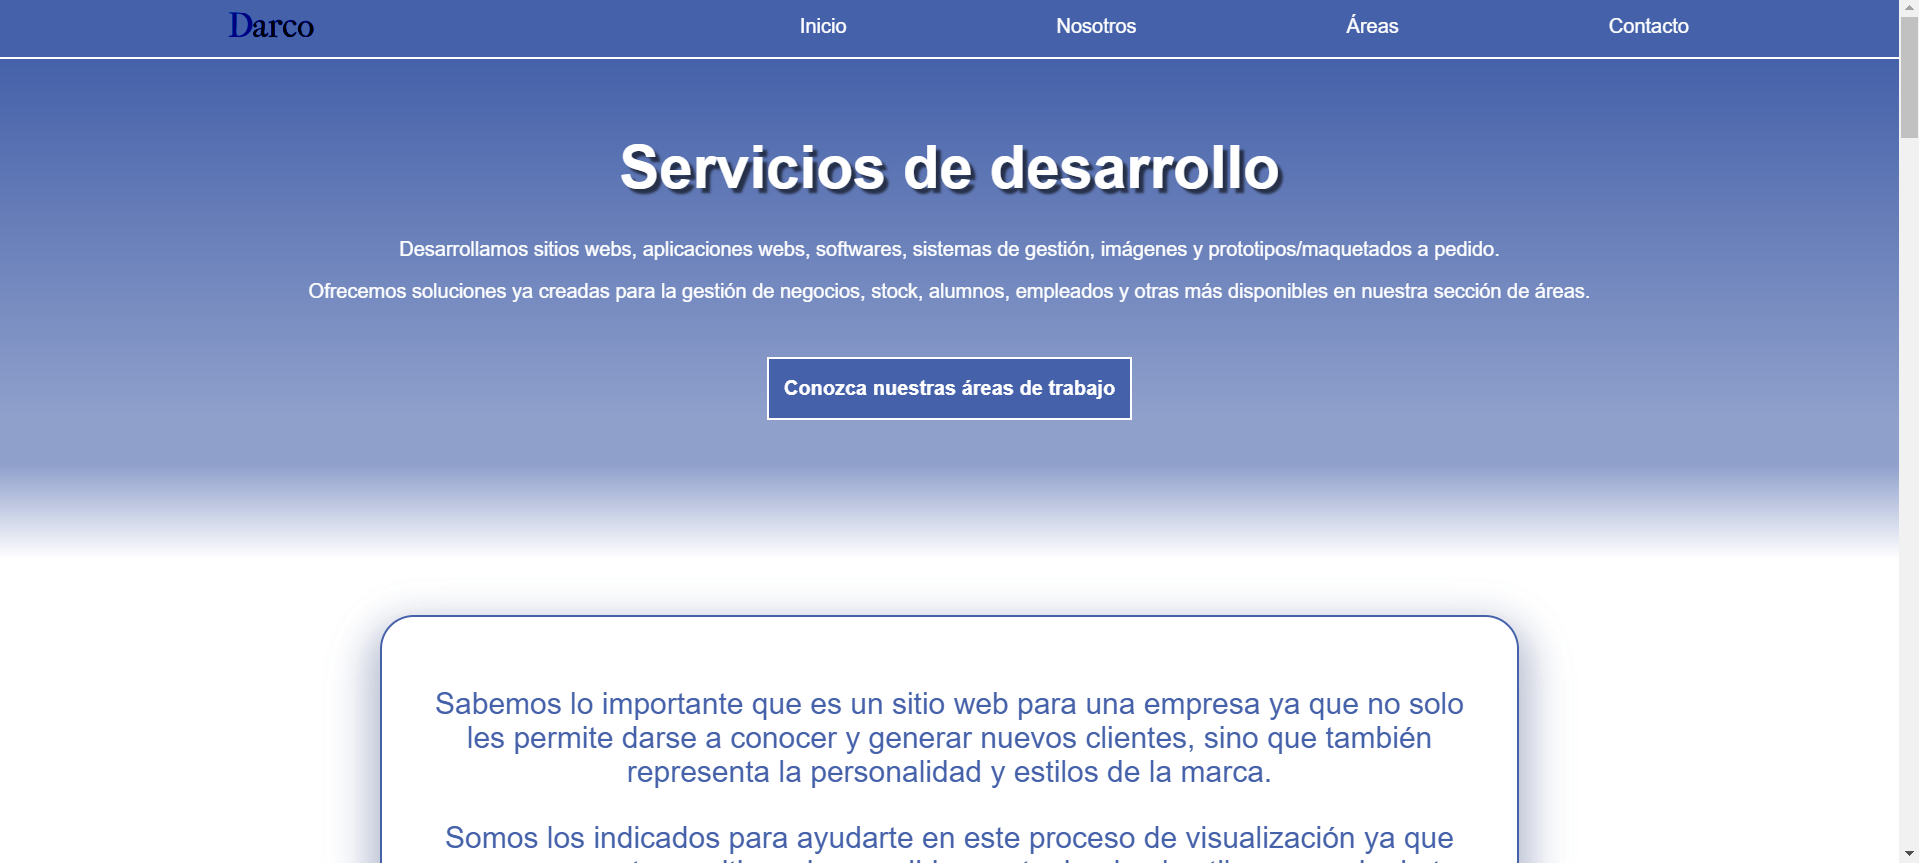 Darco Inicio Nosotros Áreas Contacto
Servicios de desarrollo
Desarrollamos sitios webs, aplicaciones webs, softwares, sistemas de gestión, imágenes y prototipos/maquetados a pedido.
Ofrecemos soluciones ya creadas para la gestión de negocios, stock, alumnos, empleados y otras más disponibles en nuestra sección de áreas.
Conozca nuestras áreas de trabajo
Sabemos lo importante que es un sitio web para una empresa ya que no solo
les permite darse a conocer y generar nuevos clientes, sino que también
representa la personalidad y estilos de la marca.
Somos los indicados para ayudarte en este proceso de visualización ya que